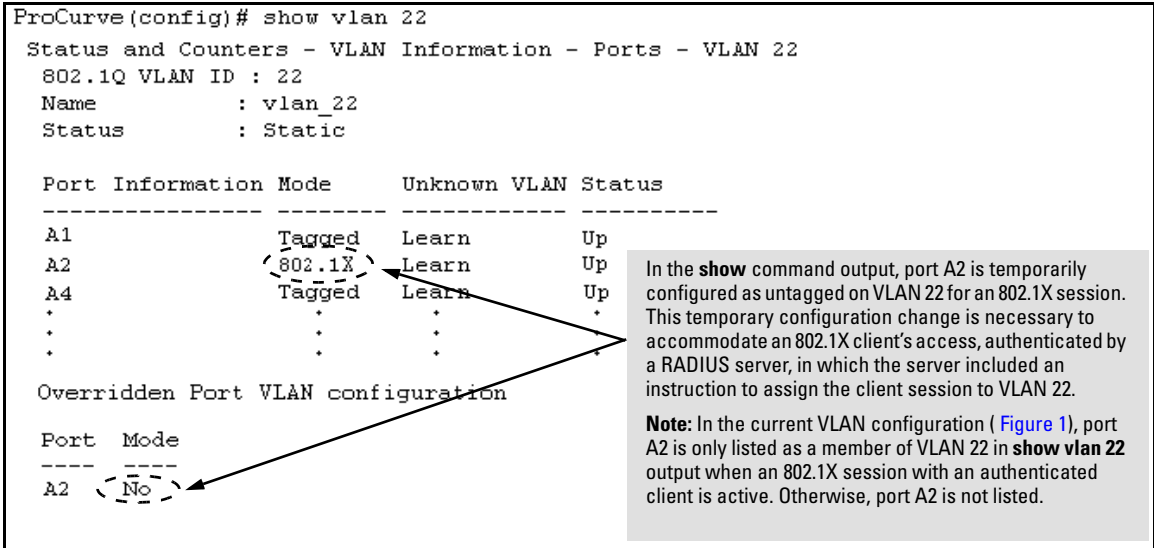 ProCurve(config)# show vlan 22
Status and Counters - VLAN Information - Ports - VLAN 22
802.1Q VLAN ID : 22
Name : vlan_22
Status : Static
Port Information Mode Unknown VLAN Status
---------------- -------- ------------ ----------
A1 Tagged Learn Up
A2 802.1X Learn Up
A4 Tagged Learn Up
. . . .
. . . .
. . . .
Overridden Port VLAN configuration
Port Mode
---- ----
A2 No
In the show command output, port A2 is temporarily
configured as untagged on VLAN 22 for an 802.1X session.
This temporary configuration change is necessary to
accommodate an 802.1X client's access, authenticated by
a RADIUS server, in which the server included an
instruction to assign the client session to VLAN 22.
Note: In the current VLAN configuration ( Figure 1), port
A2 is only listed as a member of VLAN 22 in show vlan 22
output when an 802.1X session with an authenticated
client is active. Otherwise, port A2 is not listed.